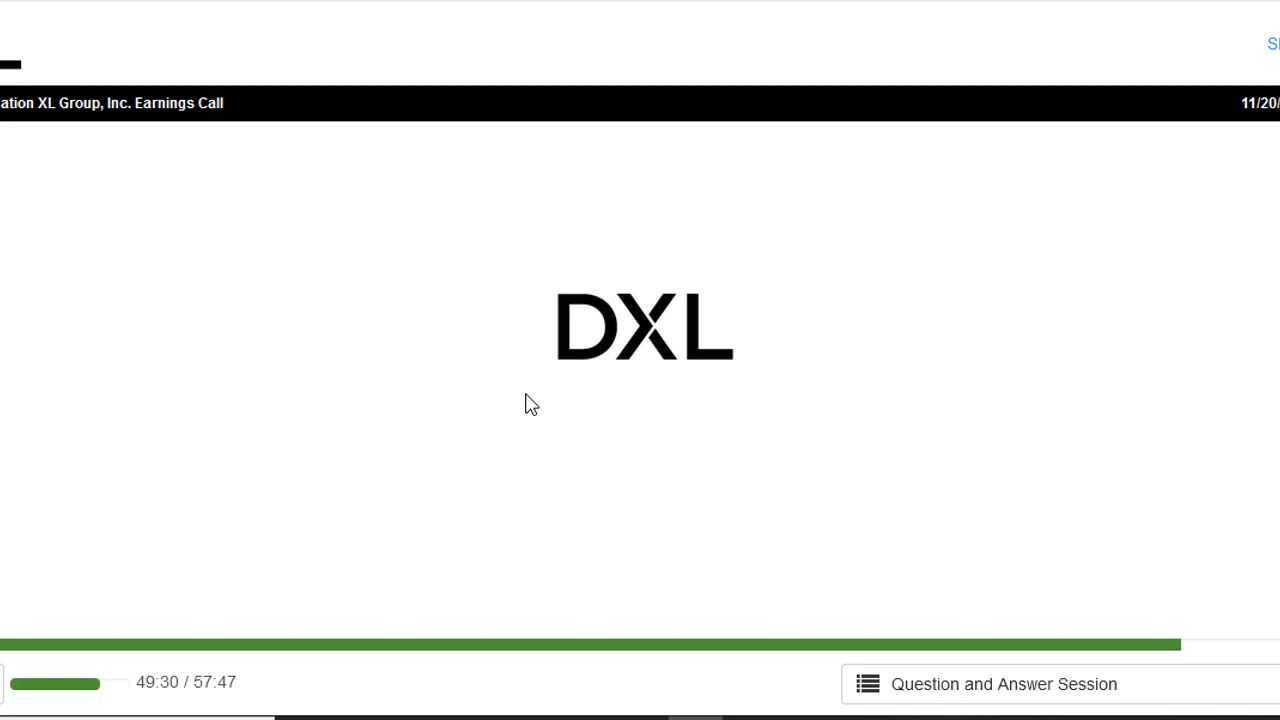 ation XL Group, Inc. Earnings Call
11/20/
DXL
49:30 / 57:47
Question and Answer Session